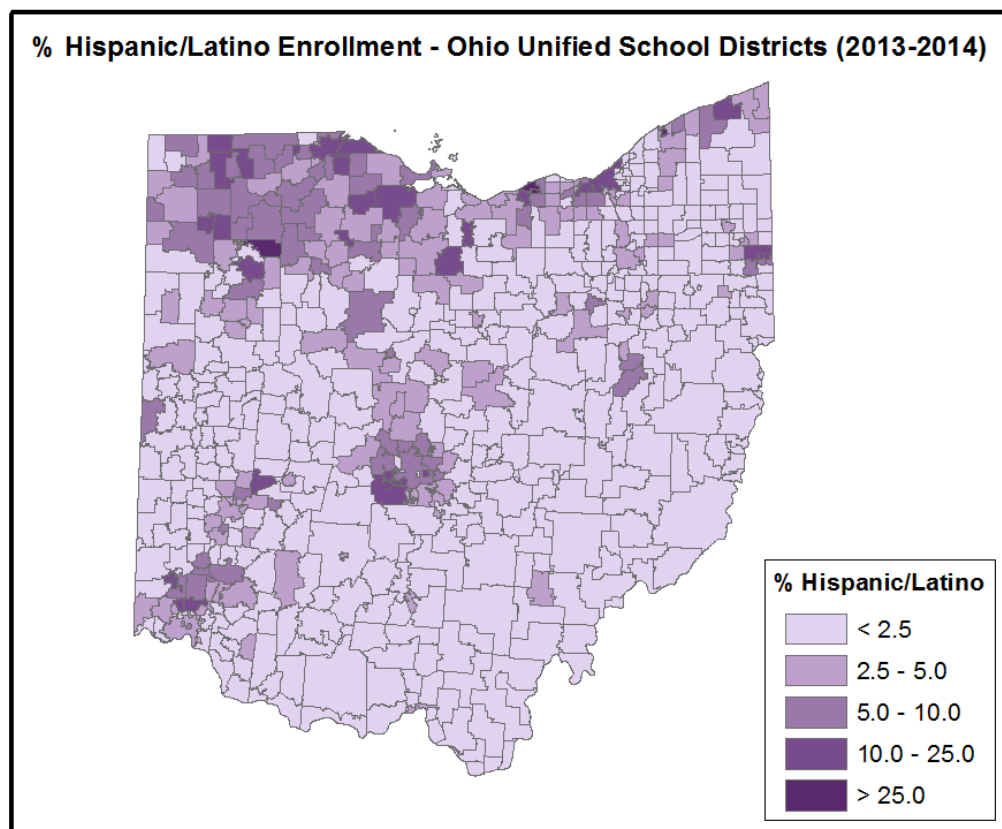 % Hispanic/Latino Enrollment - Ohio Unified School Districts (2013-2014)
% Hispanic/Latino
< 2.5
2.5 - 5.0
5.0 - 10.0
10.0 - 25.0
> 25.0